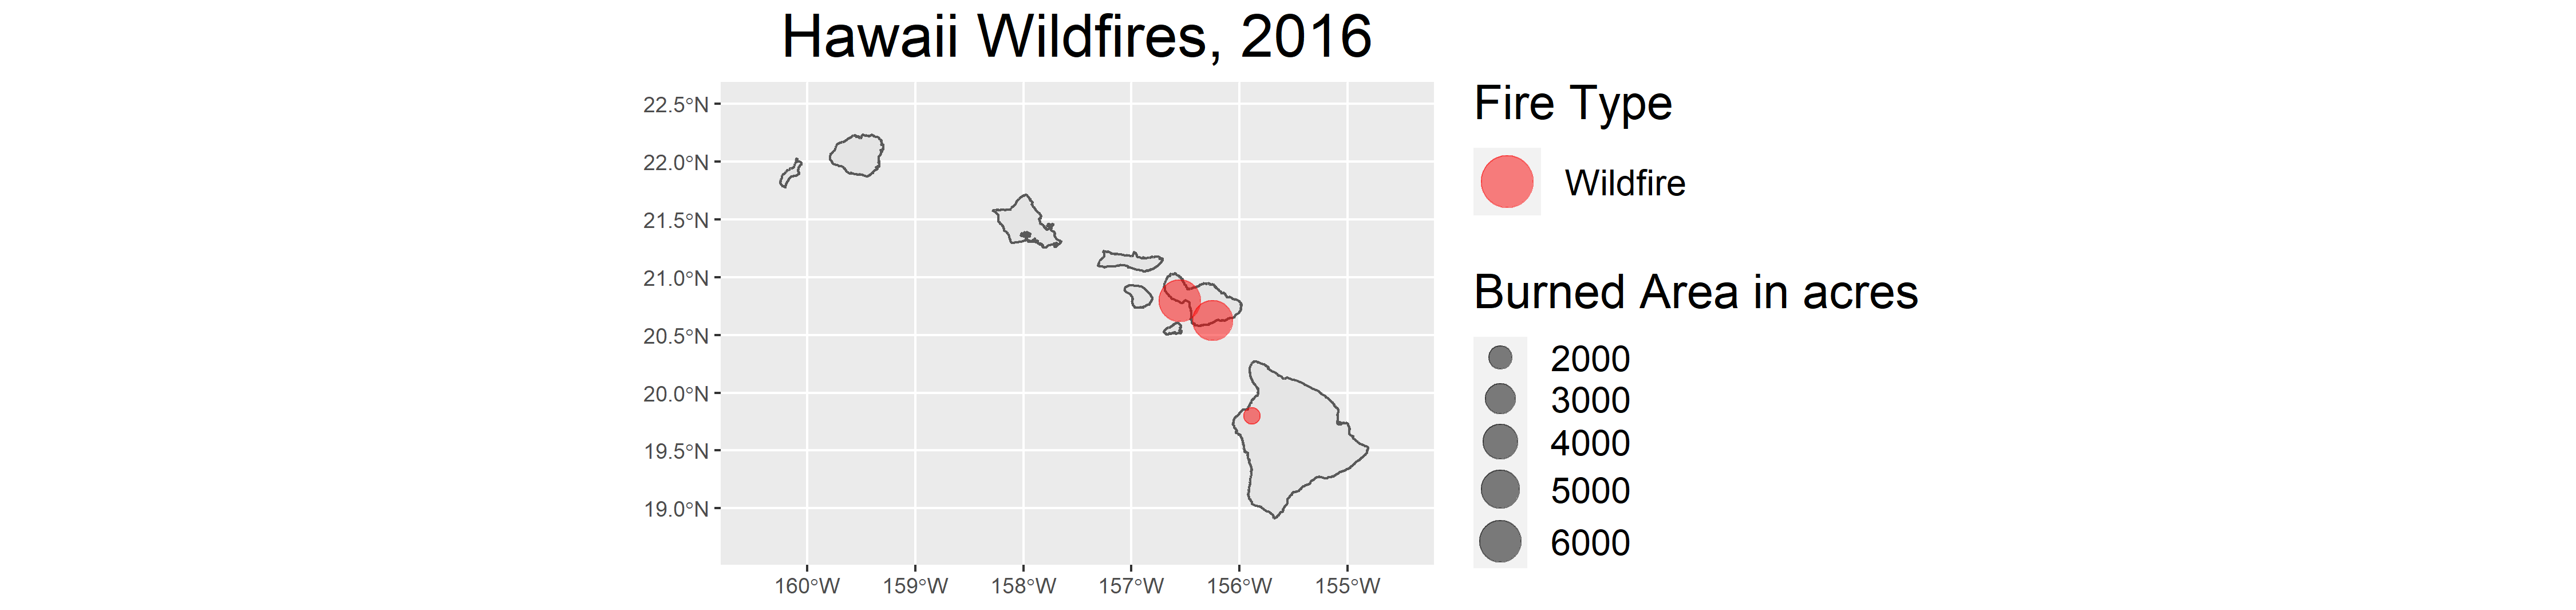 Hawaii Wildfires, 2016
22.5°N
22.0°N
21.5°N
21.0°N
20.5°N
20.0°N
19.5°N
19.0°N
160°W 159°W 158°W 157°W 156°W 155°W
Fire Type
Wildfire
Burned Area in acres
2000
3000
4000
5000
6000